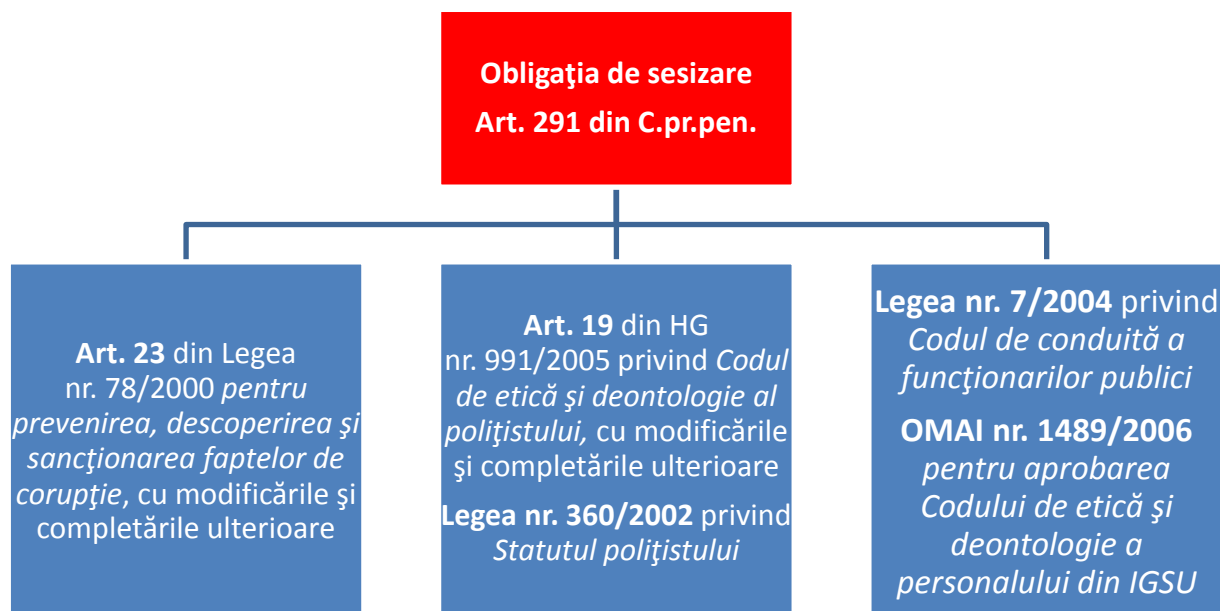 Obligaţia de sesizare
Art. 291 din C.pr.pen.
Art. 23 din Legea
nr. 78/2000 pentru
prevenirea, descoperirea şi
sancţionarea faptelor de
corupţie, cu modificările şi
completările ulterioare
Art. 19 din HG
nr. 991/2005 privind Codul
de etică şi deontologie al
poliţistului, cu modificările
şi completările ulterioare
Legea nr. 360/2002 privind
Statutul poliţistului
Legea nr. 7/2004 privind
Codul de conduită a
funcţionarilor publici
OMAI nr. 1489/2006
pentru aprobarea
Codului de etică şi
deontologie a
personalului din IGSU